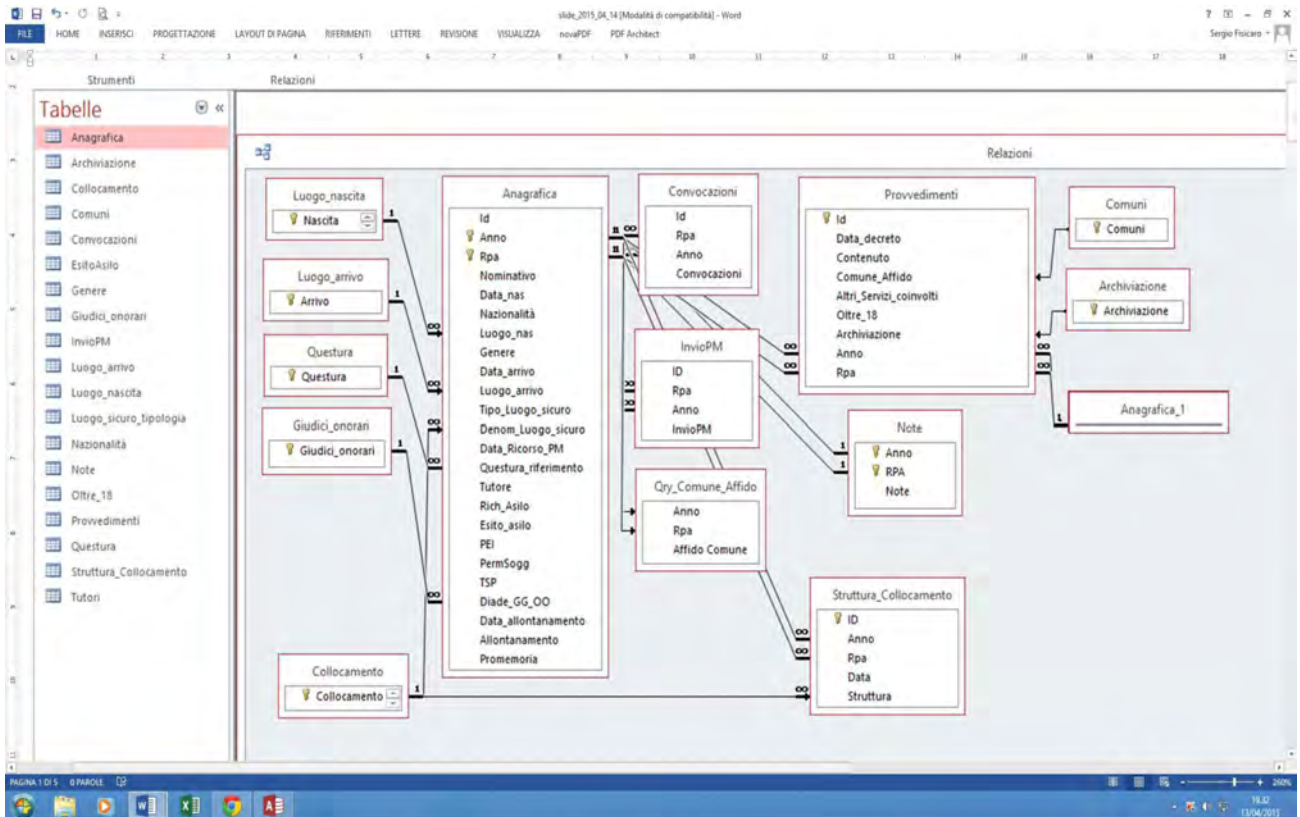 slide_2015_04_14 [Modalità di compatibilità] - Word
FILE HOME INSERISCI PROGETTAZIONE LAYOUT DI PAGINA RIFERIMENTI LETTERE REVISIONE VISUALIZZA novaPDF PDF Architect
Sergio Fisicaro
Strumenti Relazioni
Tabelle
Anagrafica
Archiviazione
Collocamento
Comuni
Convocazioni
EsitoAsilo
Genere
Giudici_onorari
InvioPM
Luogo_arrivo
Luogo_nascita
Luogo_sicuro_tipologia
Nazionalità
Note
Oltre_18
Provvedimenti
Questura
Struttura_Collocamento
Tutori
Relazioni
Luogo_nascita
Nascita
Luogo_arrivo
Arrivo
Questura
Questura
Giudici_onorari
Giudici_onorari
Collocamento
Collocamento
Anagrafica
Id
Anno
Rpa
Nominativo
Data_nas
Nazionalità
Luogo_nas
Genere
Data_arrivo
Luogo_arrivo
Tipo_Luogo_sicuro
Denom_Luogo_sicuro
Data_Ricorso_PM
Questura_riferimento
Tutore
Rich_Asilo
Esito_asilo
PEI
PermSogg
TSP
Diade_GG_OO
Data_allontanamento
Allontanamento
Promemoria
Convocazioni
Id
Rpa
Anno
Convocazioni
InvioPM
ID
Rpa
Anno
InvioPM
Qry_Comune_Affido
Anno
Rpa
Affido Comune
Provvedimenti
Id
Data_decreto
Contenuto
Comune_Affido
Altri_Servizi_coinvolti
Oltre_18
Archiviazione
Anno
Rpa
Note
Anno
RPA
Note
Struttura_Collocamento
ID
Anno
Rpa
Data
Struttura
Comuni
Comuni
Archiviazione
Archiviazione
Anagrafica_1
PAGINA 1 DI 5 0 PAROLE
260%
13/04/2015